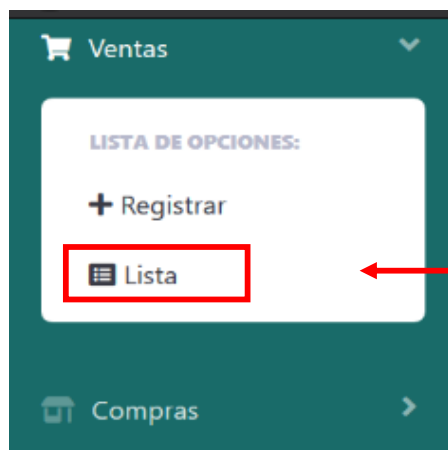 Ventas
LISTA DE OPCIONES:
Registrar
Lista
Compras